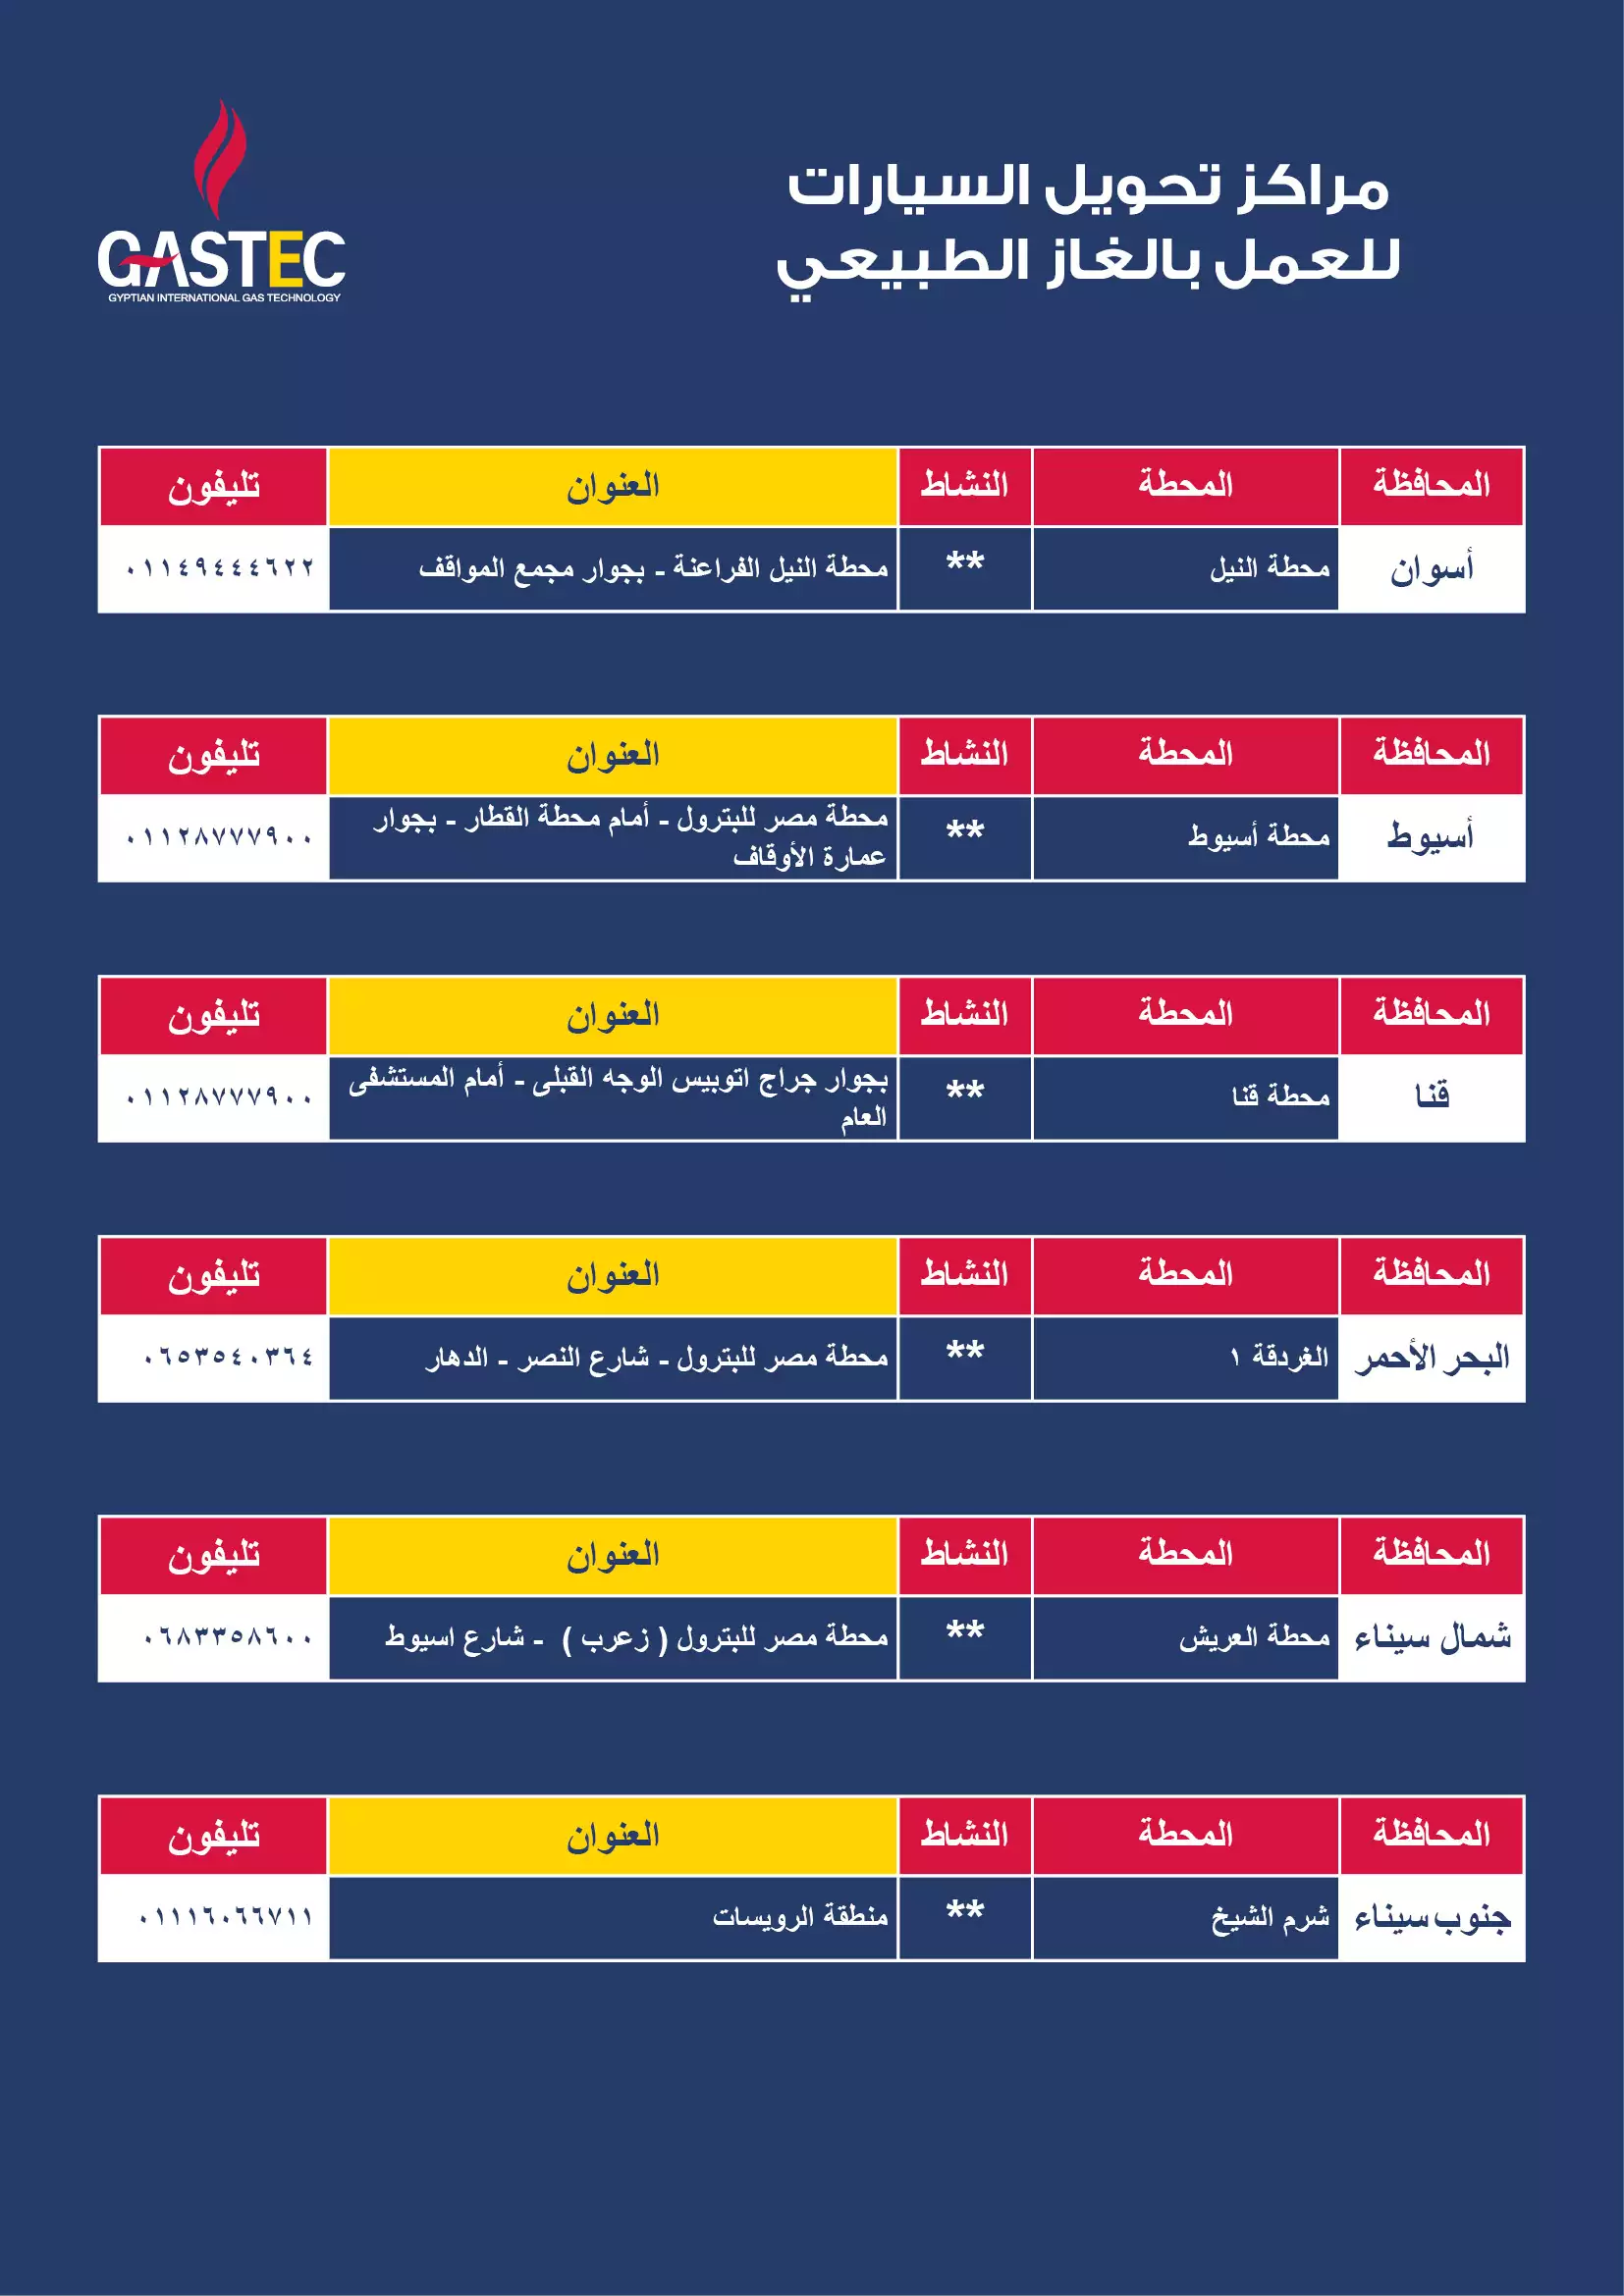 GASTEC
GYPTIAN INTERNATIONAL GAS TECHNOLOGY
مراكز تحويل السيارات
للعمل بالغاز الطبيعي
المحافظة المحطة النشاط العنوان تليفون
أسوان محطة النيل ** محطة النيل الفراعنة - بجوار مجمع المواقف ٠١١٤٩٤٤٤٦٢٢
المحافظة المحطة النشاط العنوان تليفون
أسيوط محطة أسيوط ** محطة مصر للبترول - أمام محطة القطار - بجوار ٠١١٢٨٧٧٧٩٠٠
عمارة الأوقاف
المحافظة المحطة النشاط العنوان تليفون
قنا محطة قنا ** بجوار جراج اتوبيس الوجه القبلى - أمام المستشفى ٠١١٢٨٧٧٧٩٠٠
العام
المحافظة المحطة النشاط العنوان تليفون
البحر الأحمر الغردقة ١ ** محطة مصر للبترول - شارع النصر - الدهار ٠٦٥٣٥٤٠٣٦٤
المحافظة المحطة النشاط العنوان تليفون
شمال سيناء محطة العريش ** محطة مصر للبترول ( زعرب ) - شارع اسيوط ٠٦٨٣٣٥٨٦٠٠
المحافظة المحطة النشاط العنوان تليفون
جنوب سيناء شرم الشيخ ** منطقة الرويسات ٠١١١٦٠٦٦٧١١